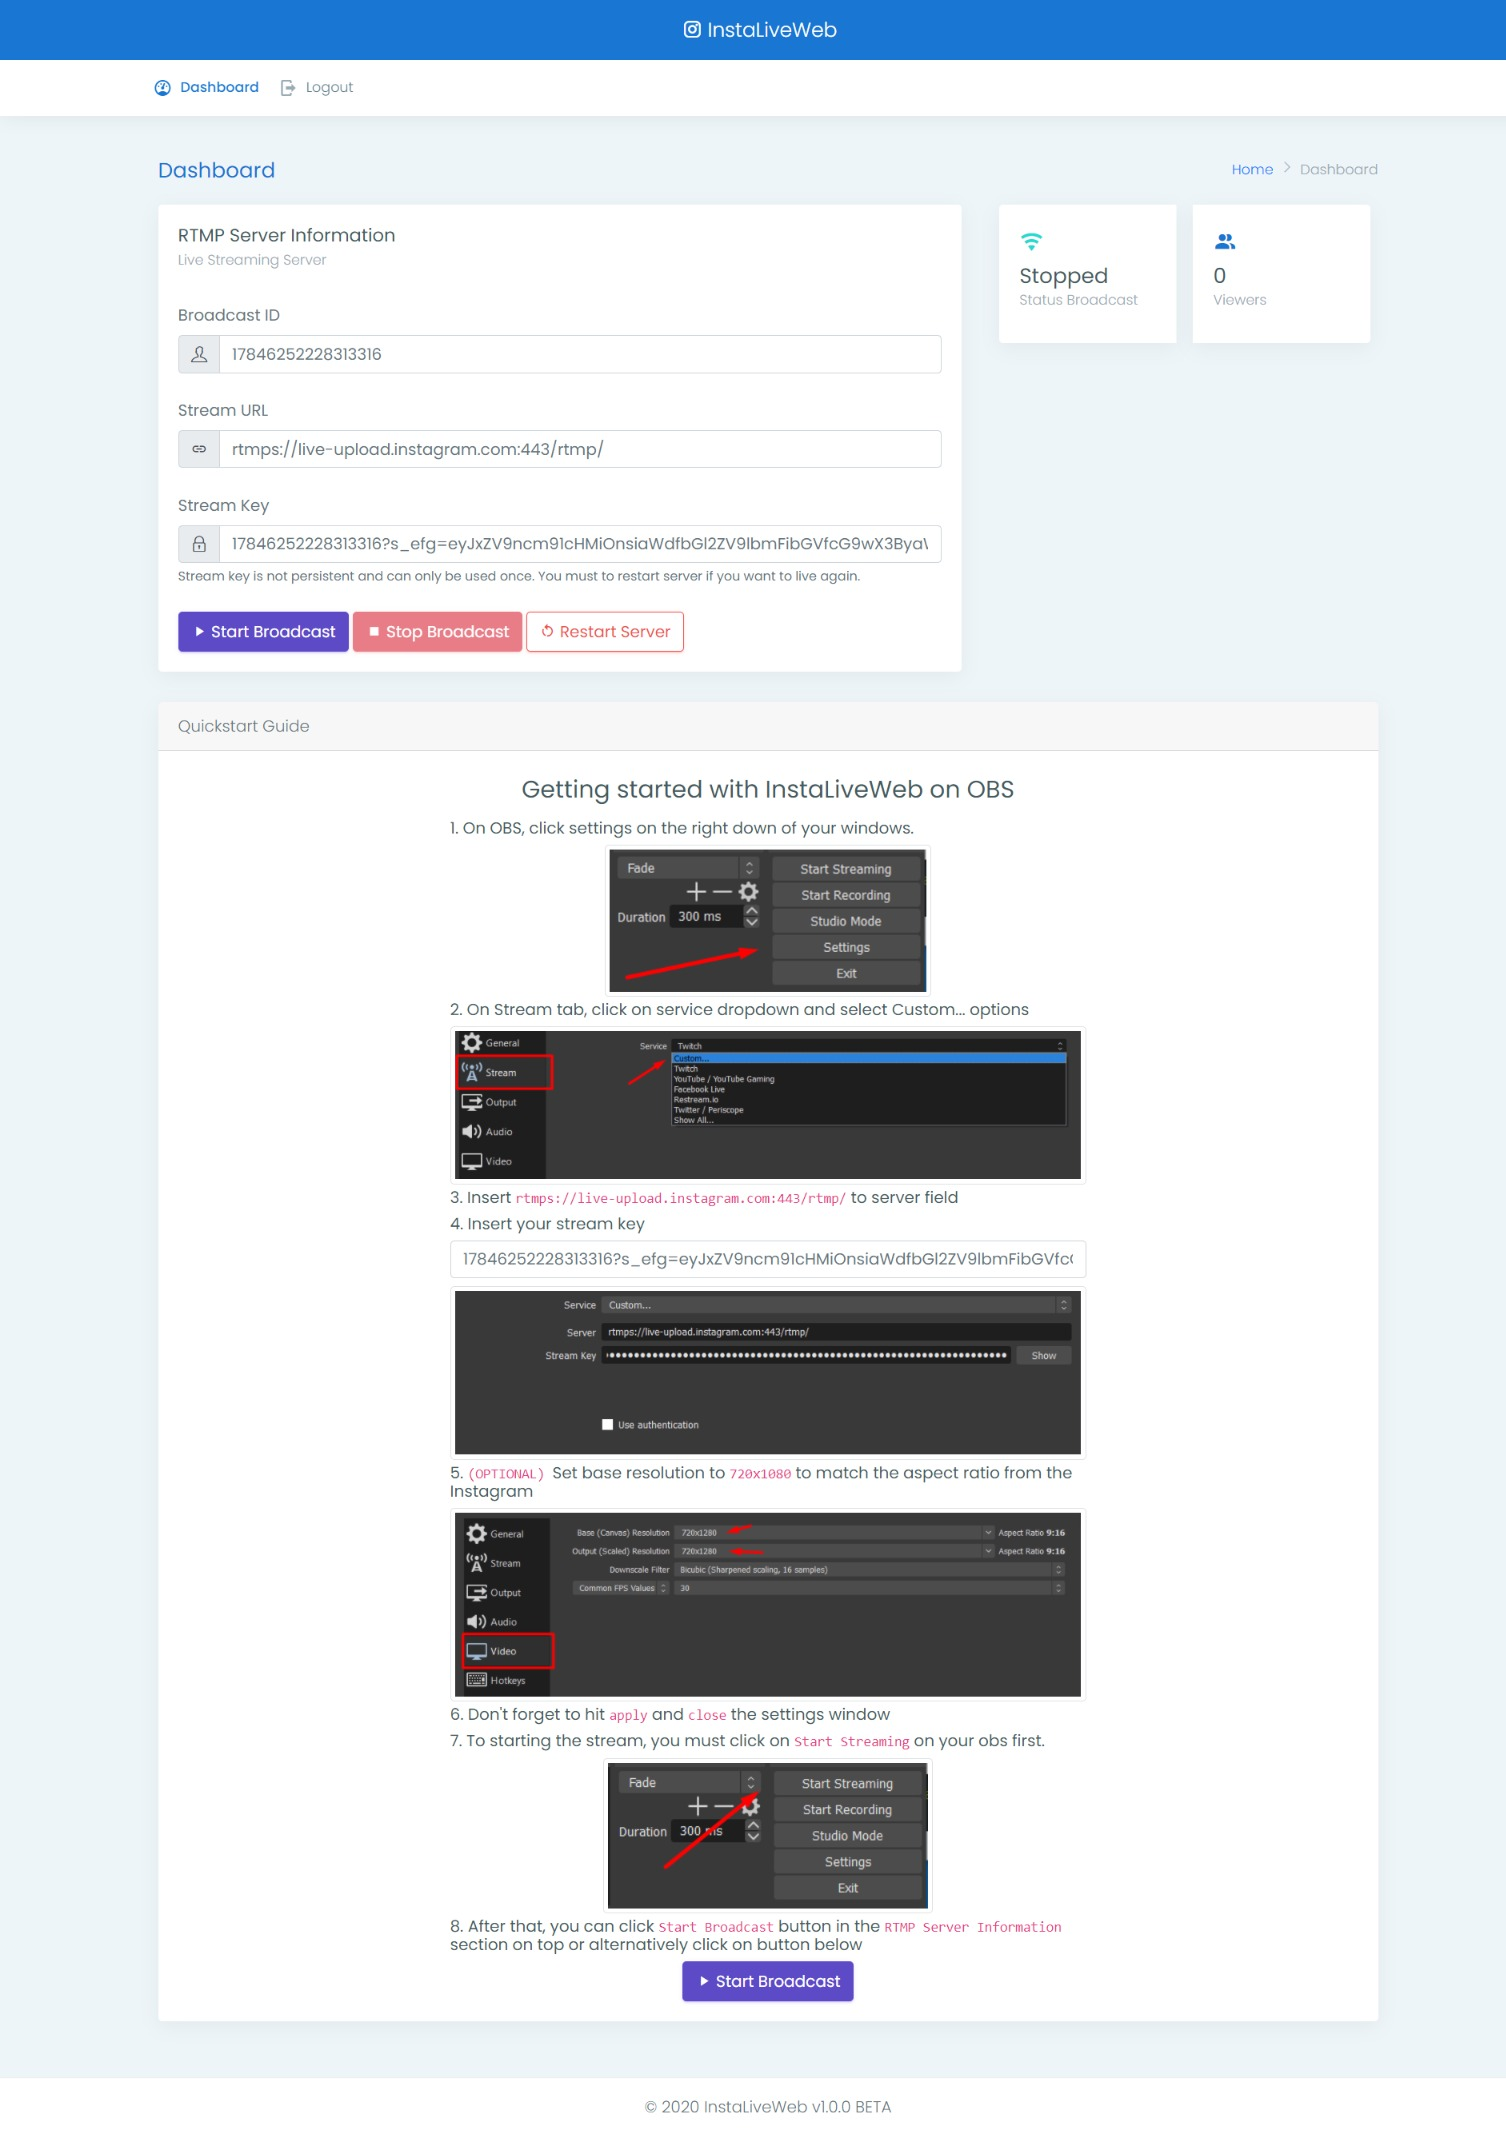 InstaLiveWeb
Dashboard Logout
Dashboard
Home Dashboard
RTMP Server Information
Live Streaming Server
Broadcast ID
17846252228313316
Stream URL
rtmps://live-upload.instagram.com:443/rtmp/
Stream Key
17846252228313316?s_efg=eyJxZV9ncm91cHMiOnsiaWdfbGl2ZV9lbmFibGVfcG9wX3Bya
Stream key is not persistent and can only be used once. You must to restart server if you want to live again.
Start Broadcast Stop Broadcast Restart Server
Stopped
Status Broadcast
0
Viewers
Quickstart Guide
Getting started with InstaLiveWeb on OBS
1. On OBS, click settings on the right down of your windows.
Fade
Duration 300 ms
Start Streaming
Start Recording
Studio Mode
Settings
Exit
2. On Stream tab, click on service dropdown and select Custom... options
General
Stream
Output
Audio
Video
Service Twitch
Custom...
Twitch
YouTube / YouTube Gaming
Facebook Live
Restream.io
Twitter / Periscope
Show All...
3. Insert rtmps://live-upload.instagram.com:443/rtmp/ to server field
4. Insert your stream key
17846252228313316?s_efg=eyJxZV9ncm91cHMiOnsiaWdfbGl2ZV9lbmFibGVfc
Service Custom...
Server rtmps://live-upload.instagram.com:443/rtmp/
Stream Key Show
Use authentication
5. (OPTIONAL) Set base resolution to 720x1080 to match the aspect ratio from the
Instagram
General
Stream
Output
Audio
Video
Hotkeys
Base (Canvas) Resolution 720x1280 Aspect Ratio 9:16
Output (Scaled) Resolution 720x1280 Aspect Ratio 9:16
Downscale Filter Bicubic (Sharpened scaling, 16 samples)
Common FPS Values 30
6. Don't forget to hit apply and close the settings window
7. To starting the stream, you must click on Start Streaming on your obs first.
Fade
Duration 300 ms
Start Streaming
Start Recording
Studio Mode
Settings
Exit
8. After that, you can click Start Broadcast button in the RTMP Server Information
section on top or alternatively click on button below
Start Broadcast
© 2020 InstaLiveWeb v1.0.0 BETA